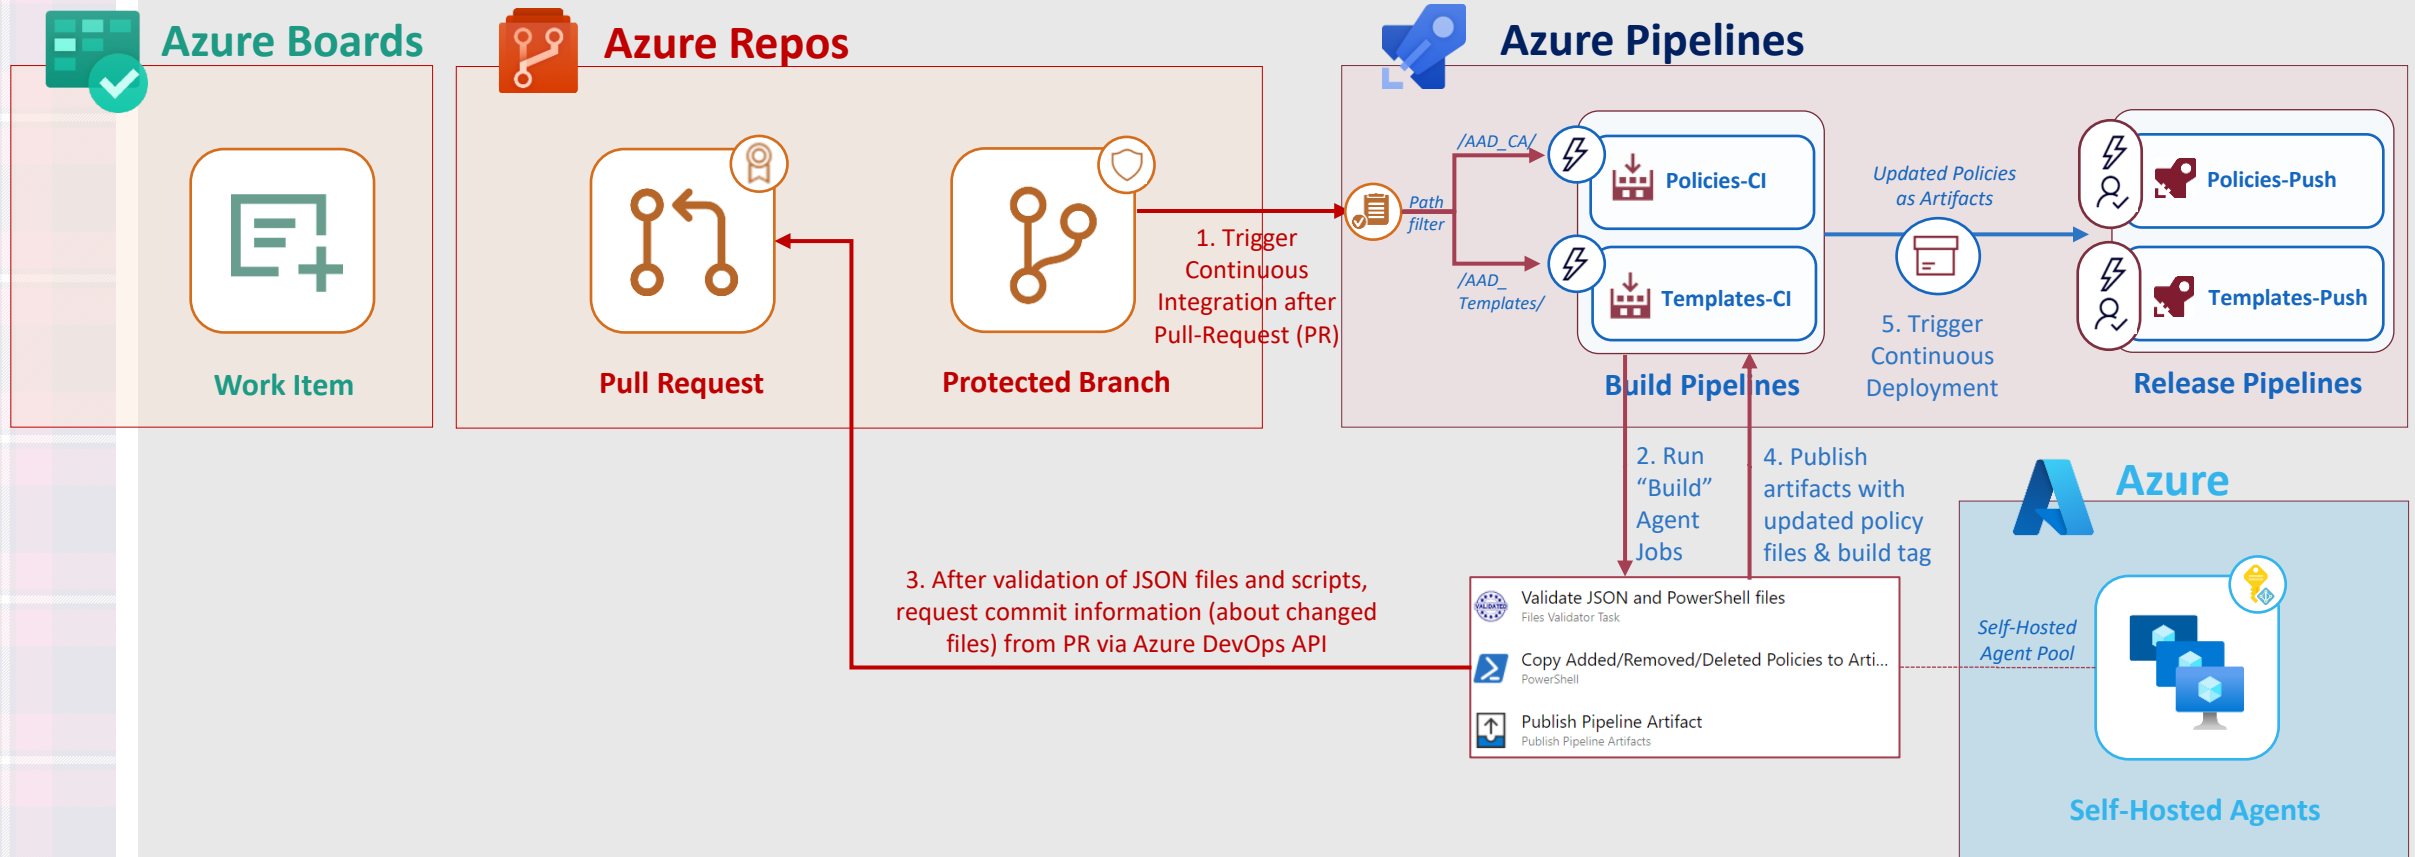 Azure Boards
Work Item
Azure Repos
Pull Request
Protected Branch
1. Trigger
Continuous
Integration after
Pull-Request (PR)
Azure Pipelines
Path
filter
/AAD_CA/
/AAD_
Templates/
Policies-CI
Templates-CI
Build Pipelines
Updated Policies
as Artifacts
5. Trigger
Continuous
Deployment
Policies-Push
Templates-Push
Release Pipelines
2. Run
“Build”
Agent
Jobs
4. Publish
artifacts with
updated policy
files & build tag
3. After validation of JSON files and scripts,
request commit information (about changed
files) from PR via Azure DevOps API
VALIDATED
Validate JSON and PowerShell files
Files Validator Task
Copy Added/Removed/Deleted Policies to Arti...
PowerShell
Publish Pipeline Artifact
Publish Pipeline Artifacts
Azure
Self-Hosted
Agent Pool
Self-Hosted Agents